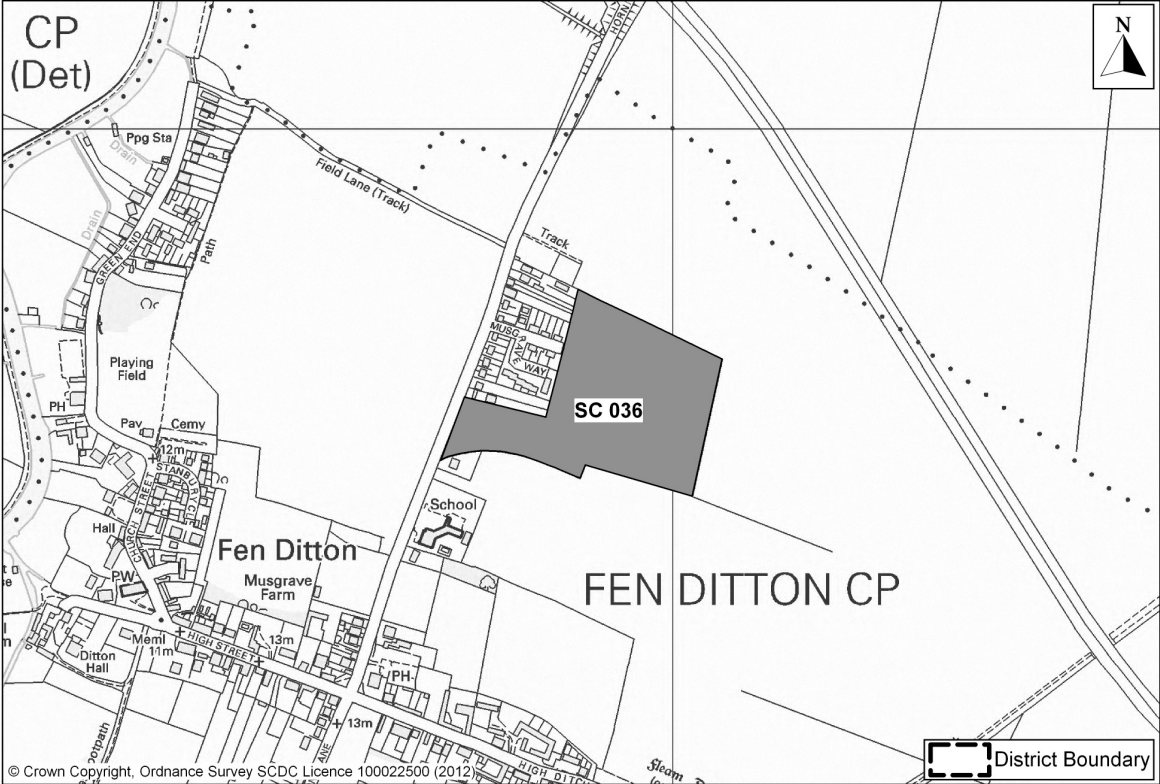 CP
(Det)
N
HORN
Ppg Sta
Drain
Field Lane (Track)
Drain
GREEN END
Path
Track
MUSGRAVE
WAY
Playing
Field
PH
SC 036
Pav
Cemy
12m
STANBURY
CHURCH STREET
School
Hall
Fen Ditton
PW
Musgrave
Farm
FEN DITTON CP
Meml
11m
HIGH STREET
13m
Ditton
Hall
PH
13m
HIGH DITCH
District Boundary
© Crown Copyright, Ordnance Survey SCDC Licence 100022500 (2012)